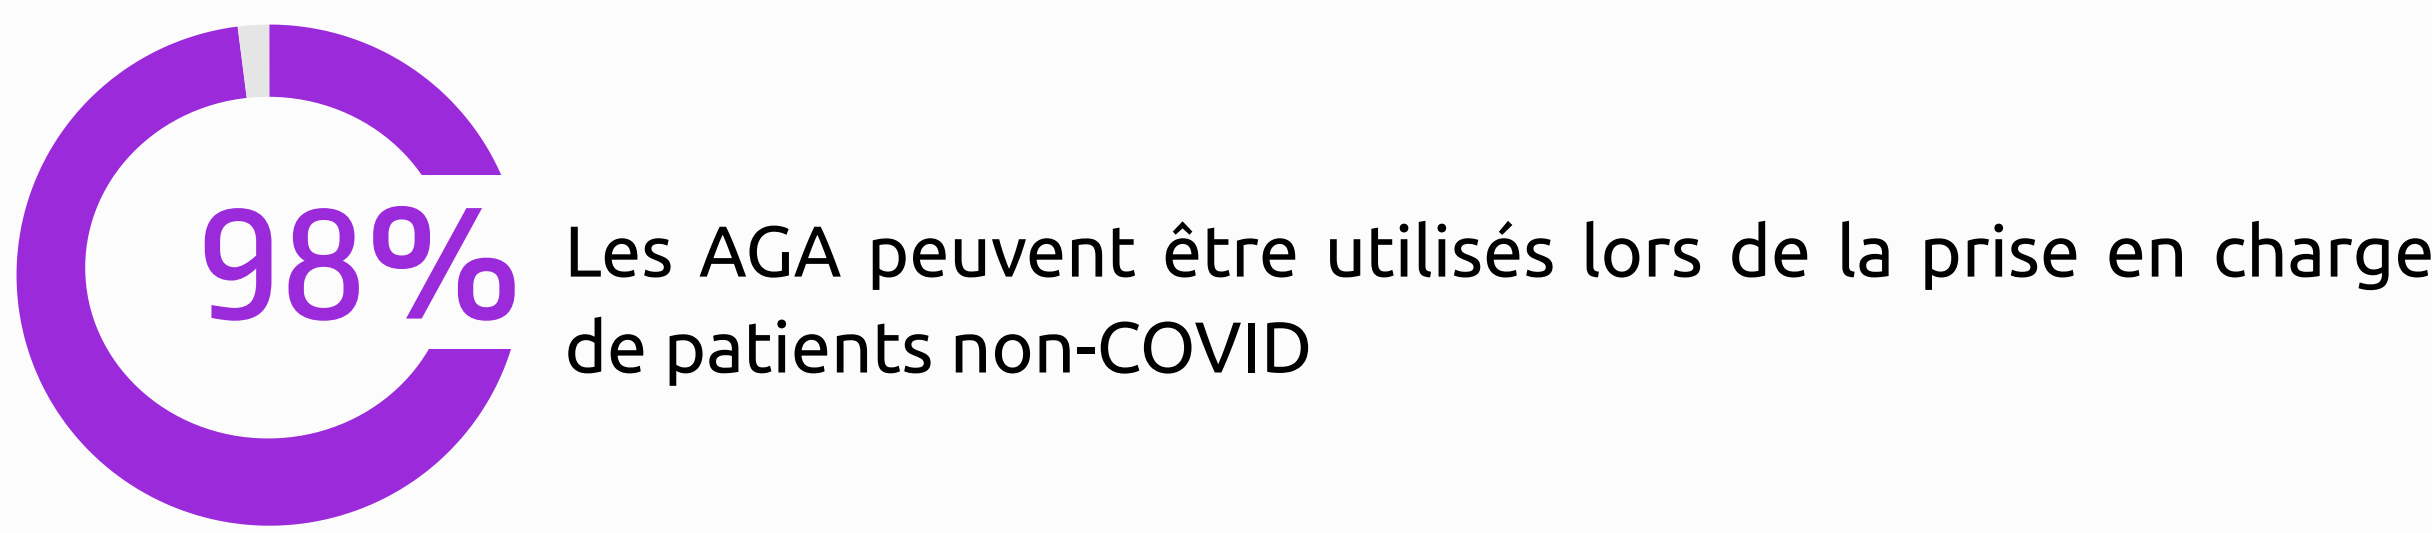 98%
Les AGA peuvent être utilisés lors de la prise en charge
de patients non-COVID